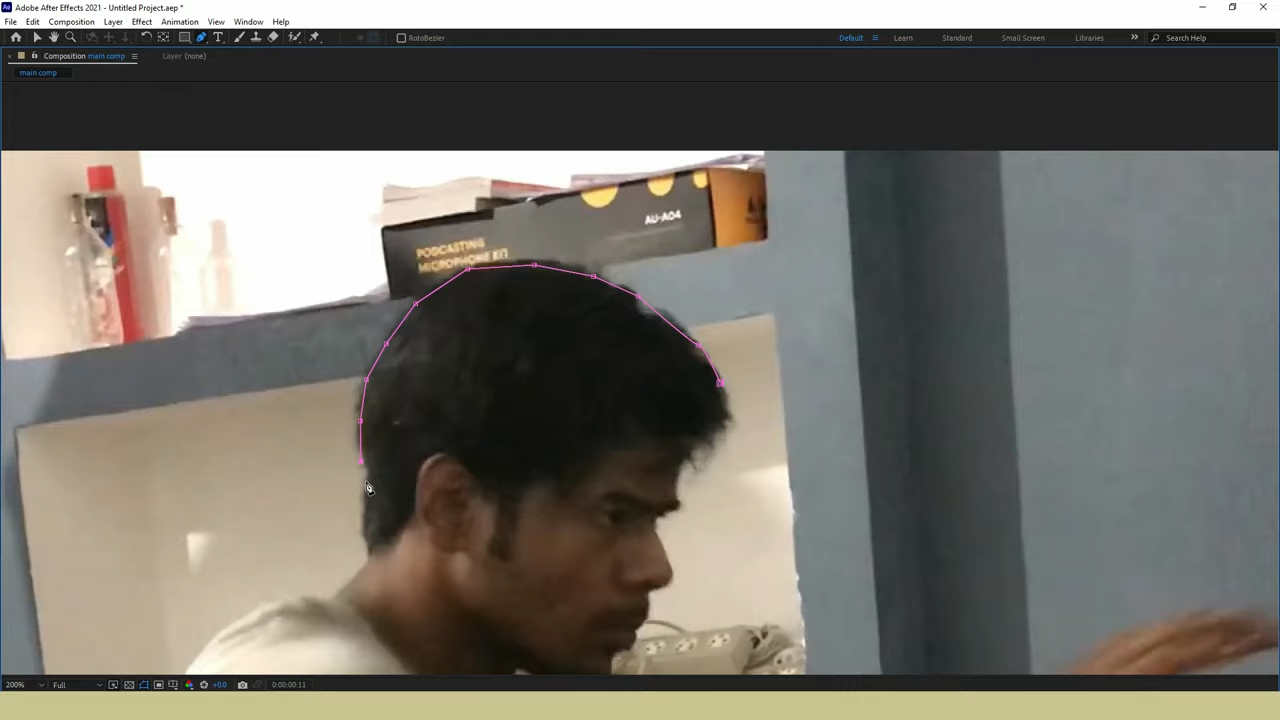 Adobe After Effects 2021 - Untitled Project.aep *
File Edit Composition Layer Animation Effect View Window Help
RotoBezier
Default
Learn
Standard
Small Screen
Libraries
Search Help
Composition main comp
Layer (none)
main comp
AU-A04
PODCASTING
MICROPHONE KIT
200%
Full
+0.0
0:00:00:11